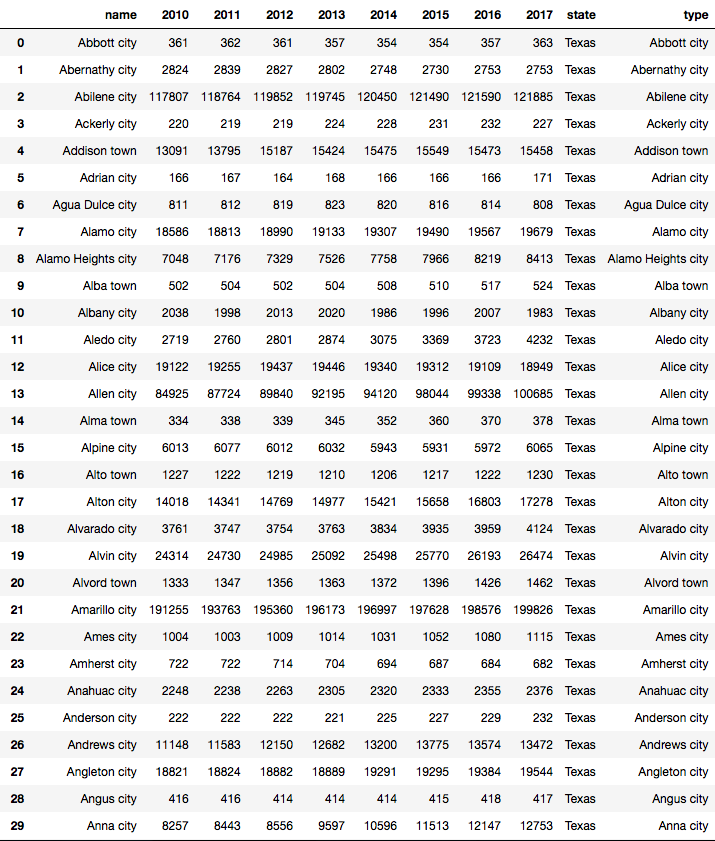 name 2010 2011 2012 2013 2014 2015 2016 2017 state type
0 Abbott city 361 362 361 357 354 354 357 363 Texas Abbott city
1 Abernathy city 2824 2839 2827 2802 2748 2730 2753 2753 Texas Abernathy city
2 Abilene city 117807 118764 119852 119745 120450 121490 121590 121885 Texas Abilene city
3 Ackerly city 220 219 219 224 228 231 232 227 Texas Ackerly city
4 Addison town 13091 13795 15187 15424 15475 15549 15473 15458 Texas Addison town
5 Adrian city 166 167 164 168 166 166 166 171 Texas Adrian city
6 Agua Dulce city 811 812 819 823 820 816 814 808 Texas Agua Dulce city
7 Alamo city 18586 18813 18990 19133 19307 19490 19567 19679 Texas Alamo city
8 Alamo Heights city 7048 7176 7329 7526 7758 7966 8219 8413 Texas Alamo Heights city
9 Alba town 502 504 502 504 508 510 517 524 Texas Alba town
10 Albany city 2038 1998 2013 2020 1986 1996 2007 1983 Texas Albany city
11 Aledo city 2719 2760 2801 2874 3075 3369 3723 4232 Texas Aledo city
12 Alice city 19122 19255 19437 19446 19340 19312 19109 18949 Texas Alice city
13 Allen city 84925 87724 89840 92195 94120 98044 99338 100685 Texas Allen city
14 Alma town 334 338 339 345 352 360 370 378 Texas Alma town
15 Alpine city 6013 6077 6012 6032 5943 5931 5972 6065 Texas Alpine city
16 Alto town 1227 1222 1219 1210 1206 1217 1222 1230 Texas Alto town
17 Alton city 14018 14341 14769 14977 15421 15658 16803 17278 Texas Alton city
18 Alvarado city 3761 3747 3754 3763 3834 3935 3959 4124 Texas Alvarado city
19 Alvin city 24314 24730 24985 25092 25498 25770 26193 26474 Texas Alvin city
20 Alvord town 1333 1347 1356 1363 1372 1396 1426 1462 Texas Alvord town
21 Amarillo city 191255 193763 195360 196173 196997 197628 198576 199826 Texas Amarillo city
22 Ames city 1004 1003 1009 1014 1031 1052 1080 1115 Texas Ames city
23 Amherst city 722 722 714 704 694 687 684 682 Texas Amherst city
24 Anahuac city 2248 2238 2263 2305 2320 2333 2355 2376 Texas Anahuac city
25 Anderson city 222 222 222 221 225 227 229 232 Texas Anderson city
26 Andrews city 11148 11583 12150 12682 13200 13775 13574 13472 Texas Andrews city
27 Angleton city 18821 18824 18882 18889 19291 19295 19384 19544 Texas Angleton city
28 Angus city 416 416 414 414 414 415 418 417 Texas Angus city
29 Anna city 8257 8443 8556 9597 10596 11513 12147 12753 Texas Anna city